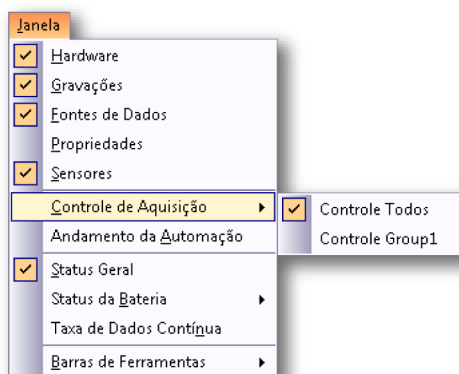 Janela
Hardware
Gravações
Fontes de Dados
Propriedades
Sensores
Controle de Aquisição
Controle Todos
Andamento da Automação
Controle Group1
Status Geral
Status da Bateria
Taxa de Dados Contínua
Barras de Ferramentas